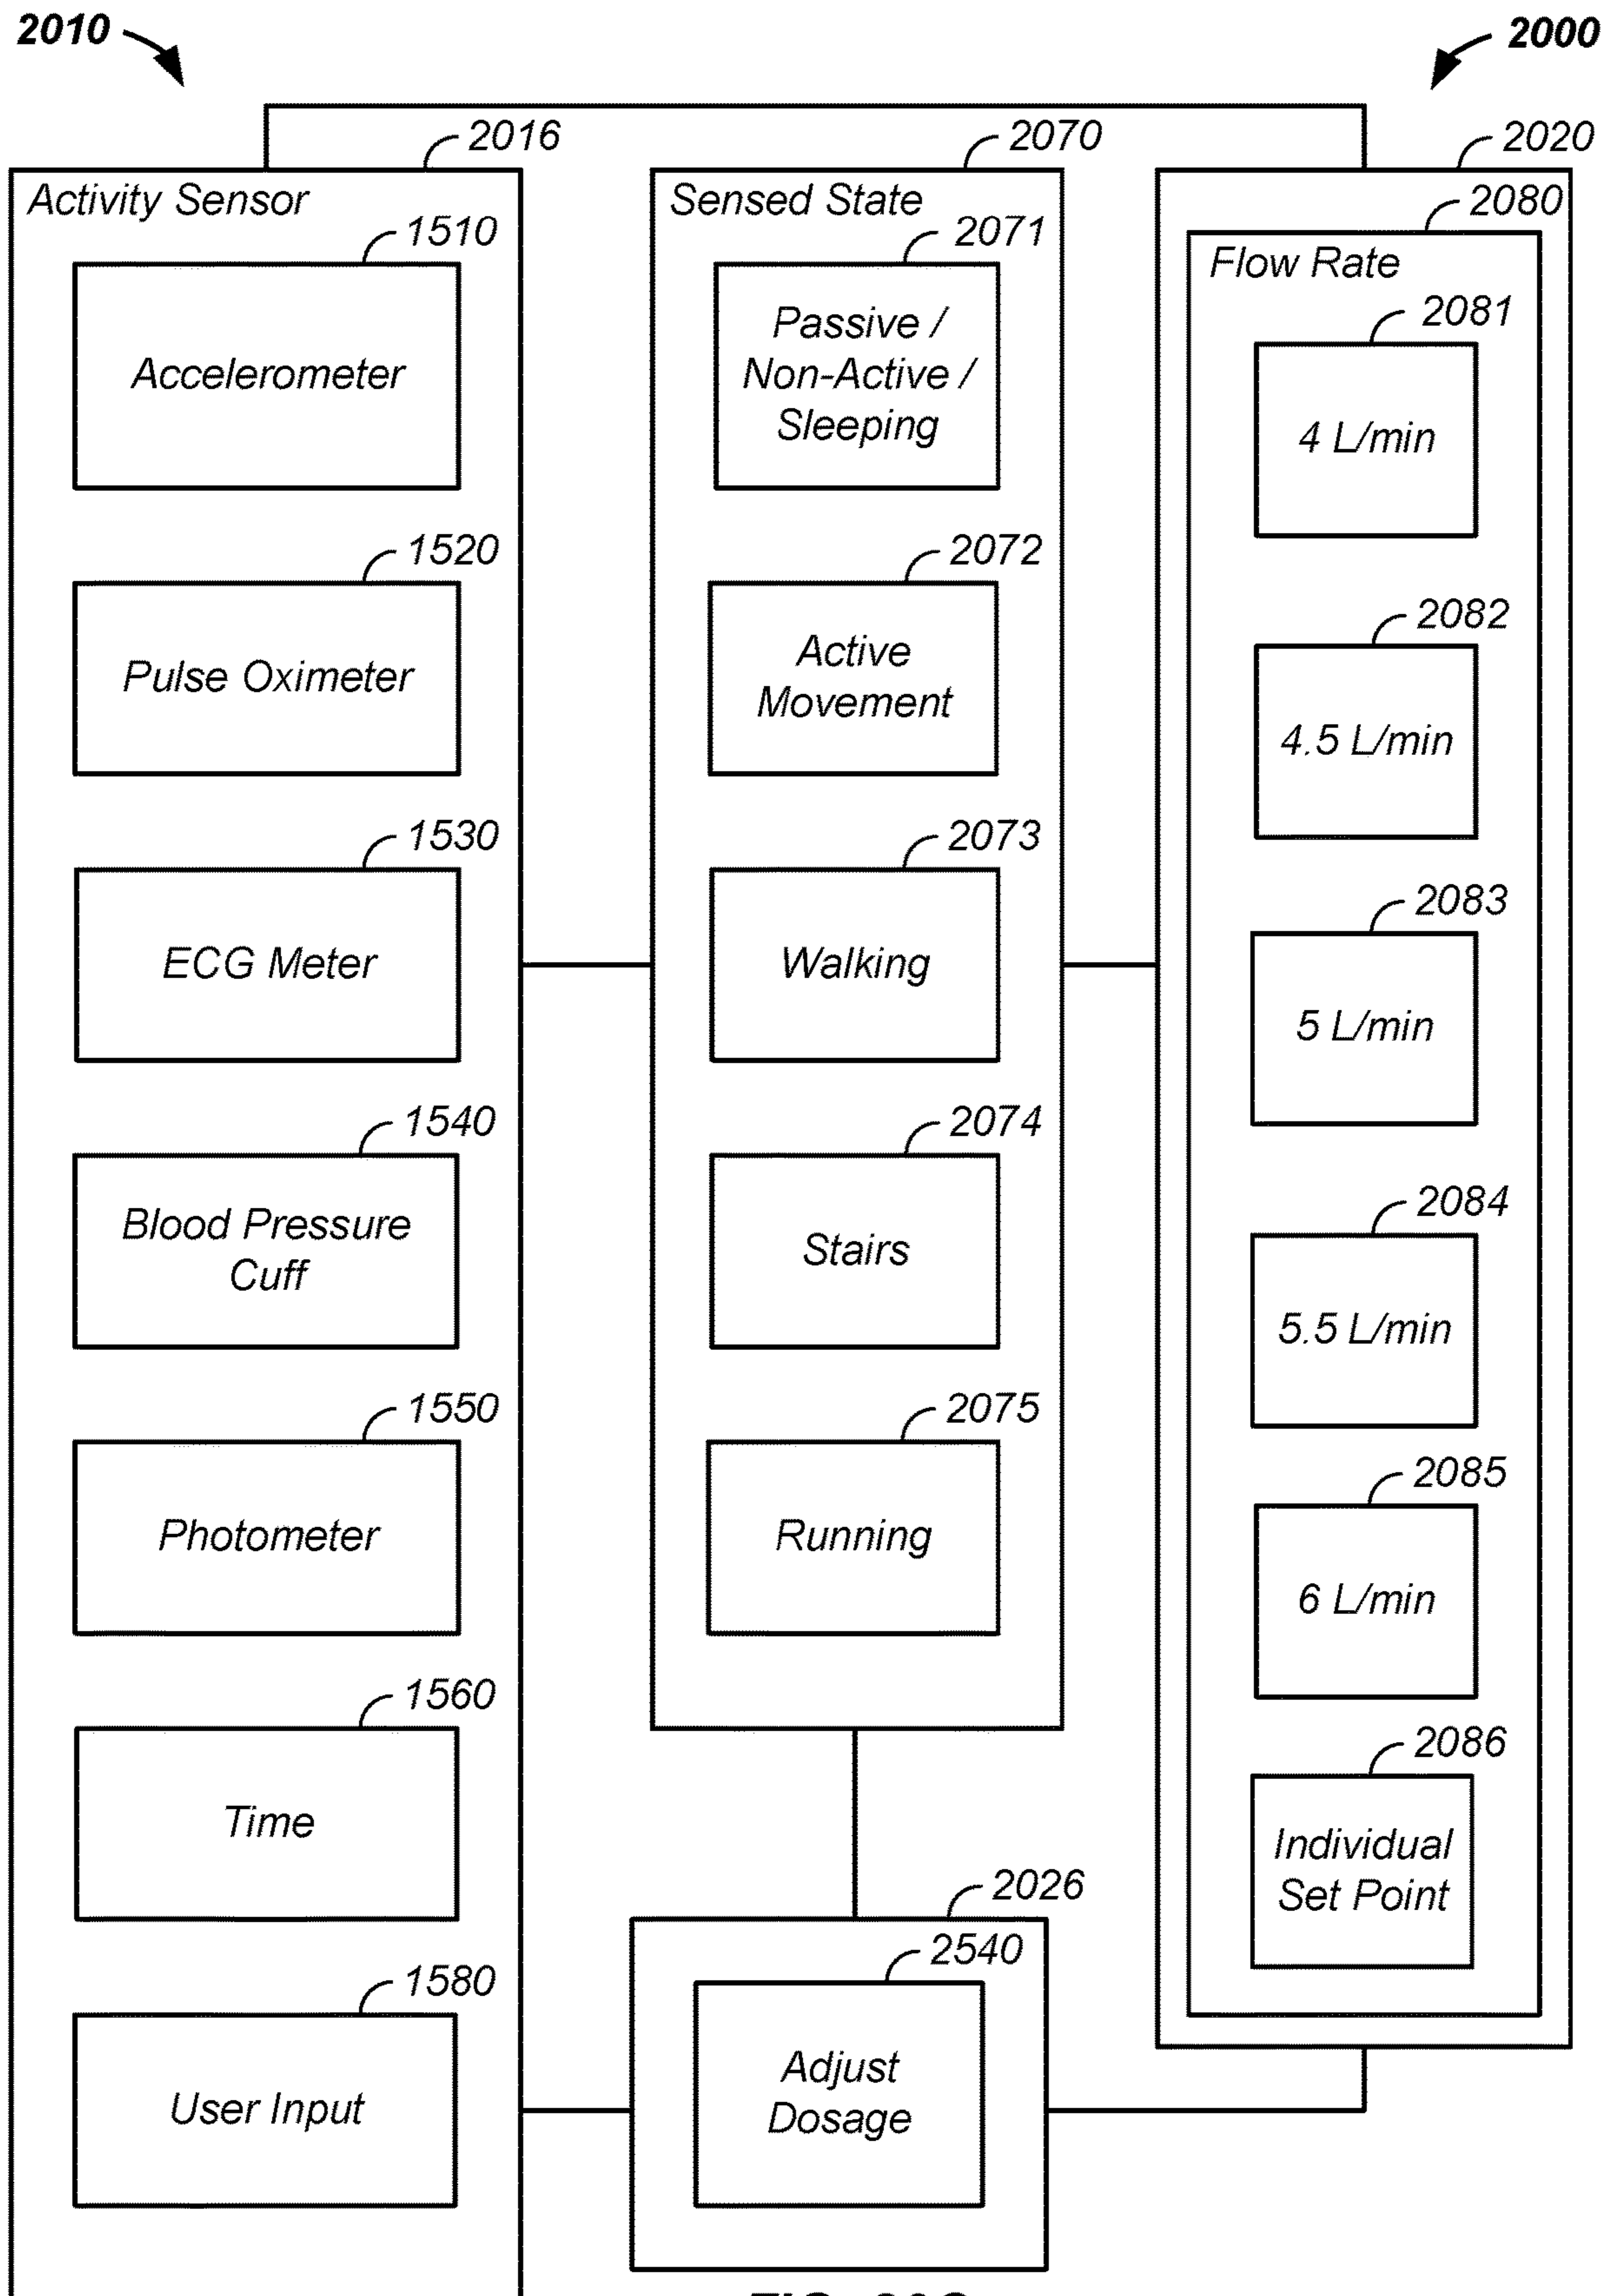 2010
2000
2016
Activity Sensor
1510
Accelerometer
1520
Pulse Oximeter
1530
ECG Meter
1540
Blood Pressure
Cuff
1550
Photometer
1560
Time
1580
User Input
2070
Sensed State
2071
Passive /
Non-Active /
Sleeping
2072
Active
Movement
2073
Walking
2074
Stairs
2075
Running
2026
2540
Adjust
Dosage
2020
2080
Flow Rate
2081
4 L/min
2082
4.5 L/min
2083
5 L/min
2084
5.5 L/min
2085
6 L/min
2086
Individual
Set Point